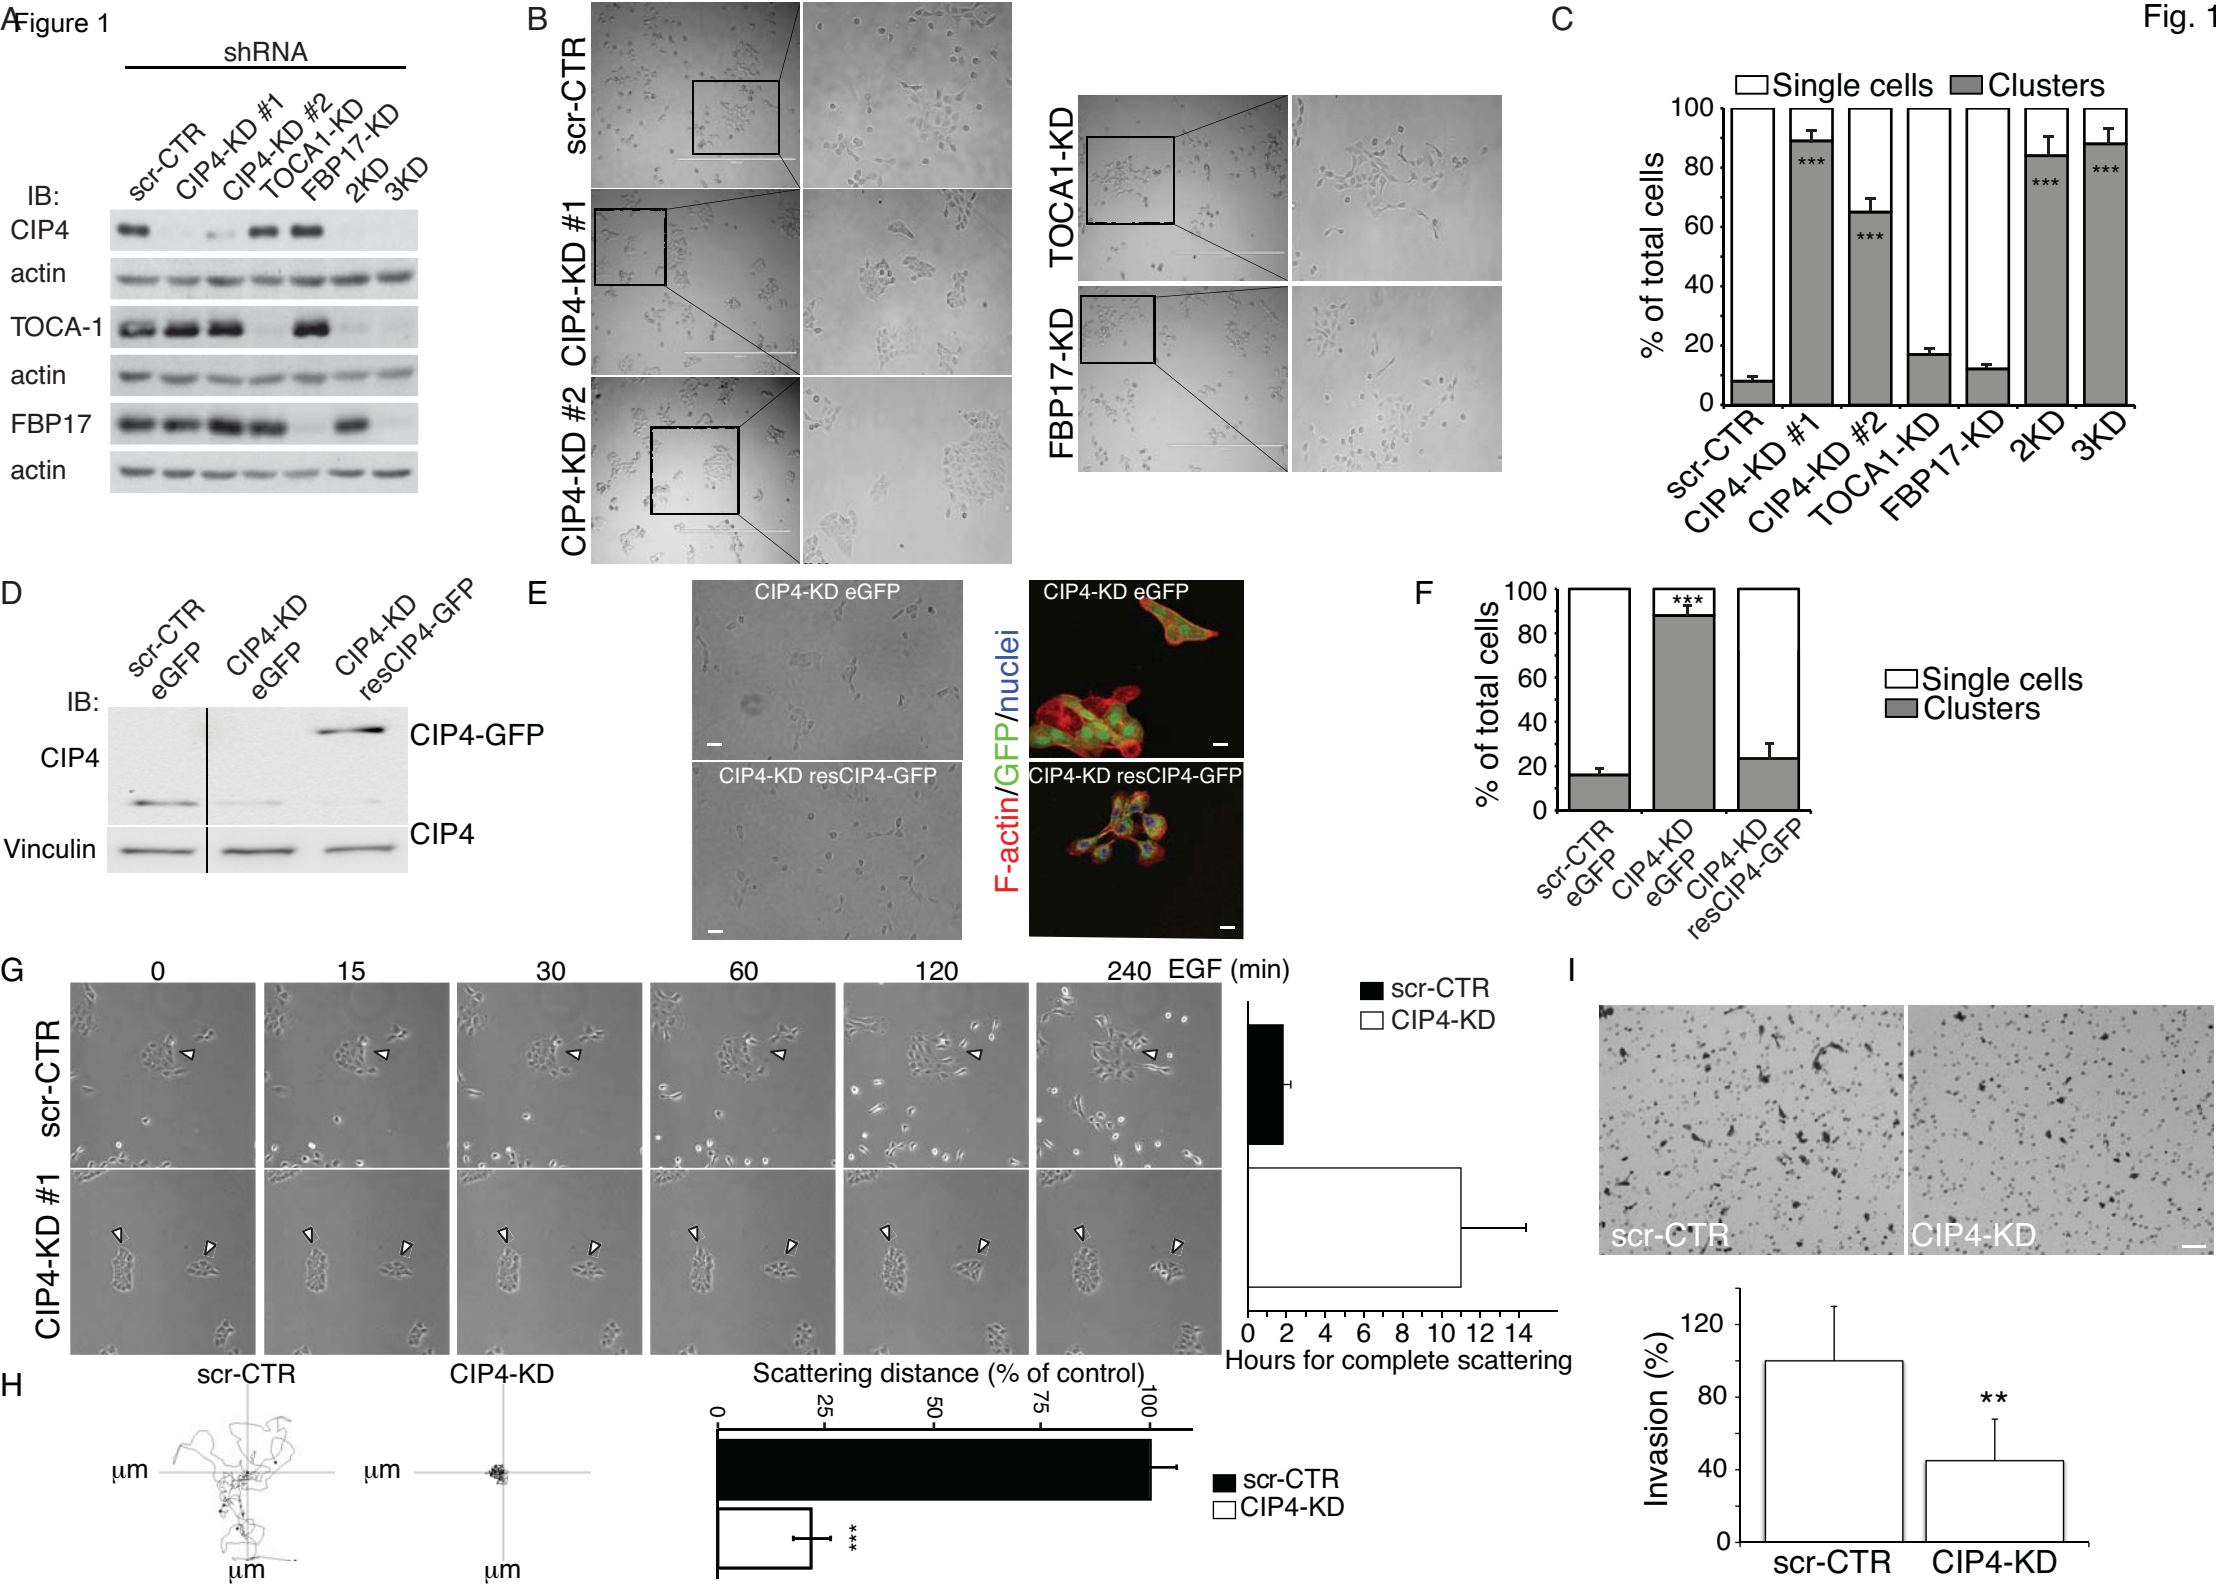 A
Figure 1
Fig. 1
shRNA
scr-CTR
CIP4-KD #1
CIP4-KD #2
TOCA1-KD
FBP17-KD
2KD
3KD
IB:
CIP4
actin
TOCA-1
actin
FBP17
actin
B
scr-CTR
CIP4-KD #1
CIP4-KD #2
TOCA1-KD
FBP17-KD
C
Single cells
Clusters
% of total cells
100
80
60
40
20
0
***
***
***
***
scr-CTR
CIP4-KD #1
CIP4-KD #2
TOCA1-KD
FBP17-KD
2KD
3KD
D
scr-CTR
eGFP
CIP4-KD
eGFP
CIP4-KD
resCIP4-GFP
IB:
CIP4
CIP4-GFP
CIP4
Vinculin
E
CIP4-KD eGFP
CIP4-KD resCIP4-GFP
F-actin/GFP/nuclei
CIP4-KD eGFP
CIP4-KD resCIP4-GFP
F
% of total cells
100
80
60
40
20
0
***
scr-CTR
eGFP
CIP4-KD
eGFP
CIP4-KD
resCIP4-GFP
Single cells
Clusters
G
0 15 30 60 120 240 EGF (min)
scr-CTR
CIP4-KD #1
scr-CTR
CIP4-KD
0 2 4 6 8 10 12 14
Hours for complete scattering
H
scr-CTR
μm
μm
CIP4-KD
μm
μm
Scattering distance (% of control)
0 25 50 75 100
***
scr-CTR
CIP4-KD
I
scr-CTR
CIP4-KD
Invasion (%)
120
80
40
0
**
scr-CTR
CIP4-KD